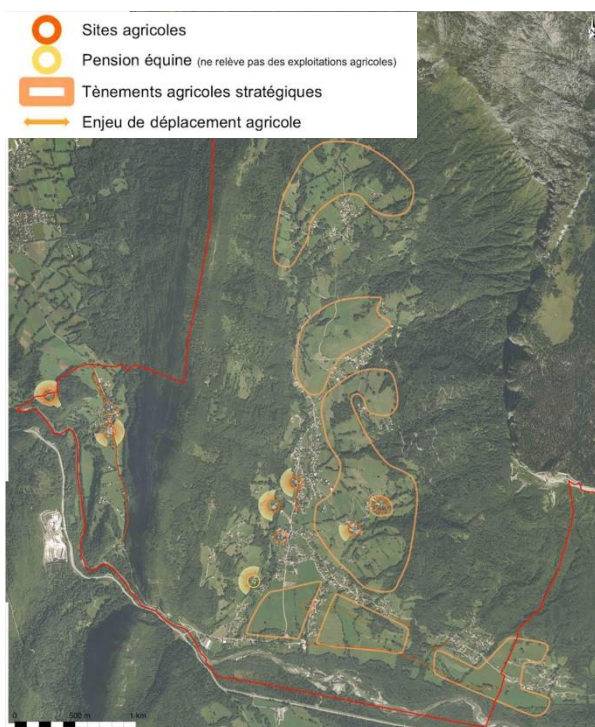 Sites agricoles
Pension équine (ne relève pas des exploitations agricoles)
Tènements agricoles stratégiques
Enjeu de déplacement agricole
0 500 m 1 km